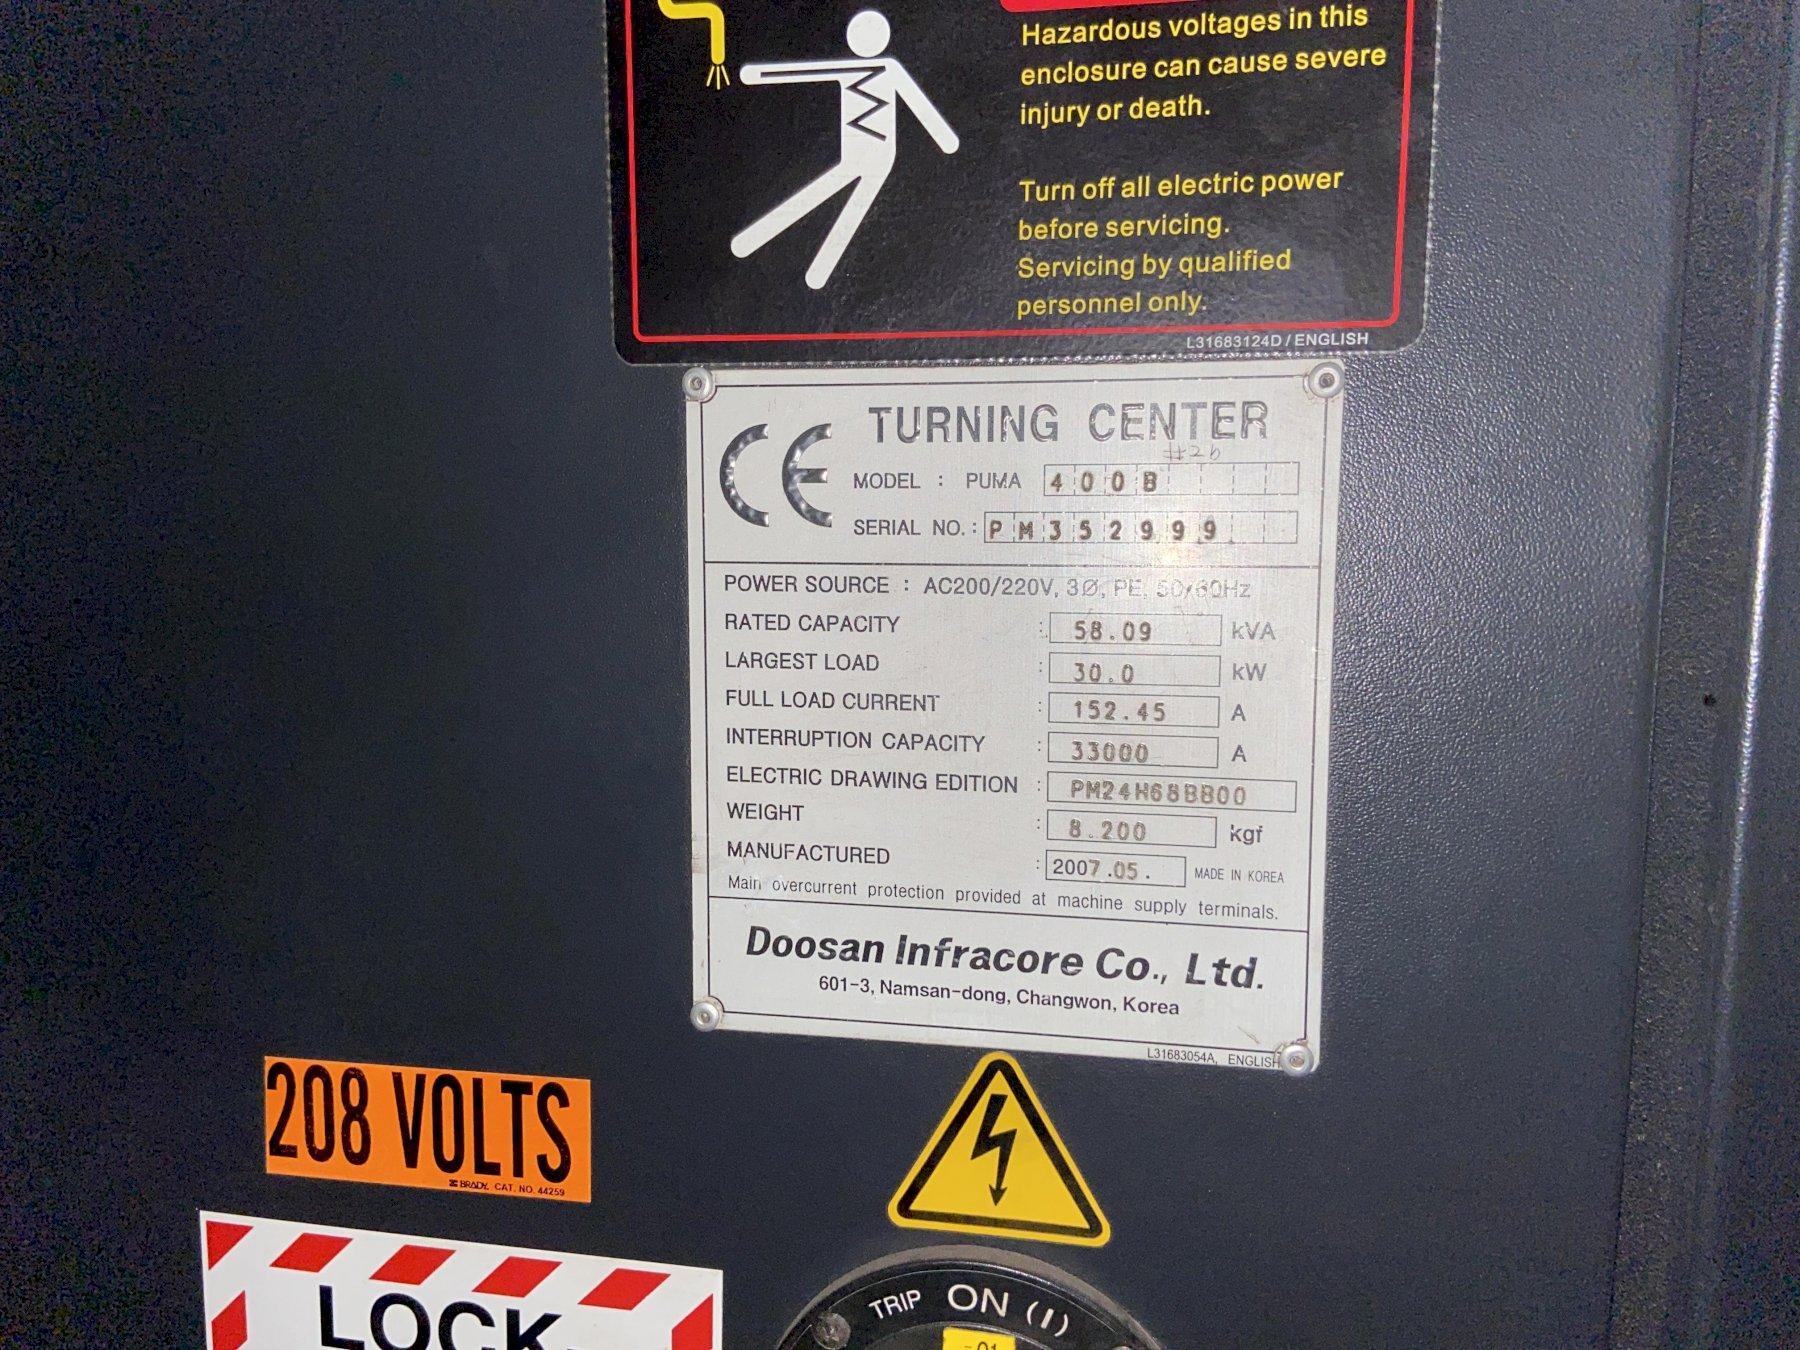 Hazardous voltages in this
enclosure can cause severe
injury or death.
Turn off all electric power
before servicing.
Servicing by qualified
personnel only.
L31683124D / ENGLISH
CE TURNING CENTER
#26
MODEL : PUMA 400B
SERIAL NO. : PM352999
POWER SOURCE : AC200/220V, 3Ø, PE, 50/60Hz
RATED CAPACITY : 58.09 kVA
LARGEST LOAD : 30.0 kW
FULL LOAD CURRENT : 152.45 A
INTERRUPTION CAPACITY : 33000 A
ELECTRIC DRAWING EDITION : PM24H68BB00
WEIGHT : 8.200 kgf
MANUFACTURED : 2007.05. MADE IN KOREA
Main overcurrent protection provided at machine supply terminals.
Doosan Infracore Co., Ltd.
601-3, Namsan-dong, Changwon, Korea
L31683054A, ENGLISH
208 VOLTS
BRADY. CAT. NO. 44259
LOCK-
TRIP ON (I)